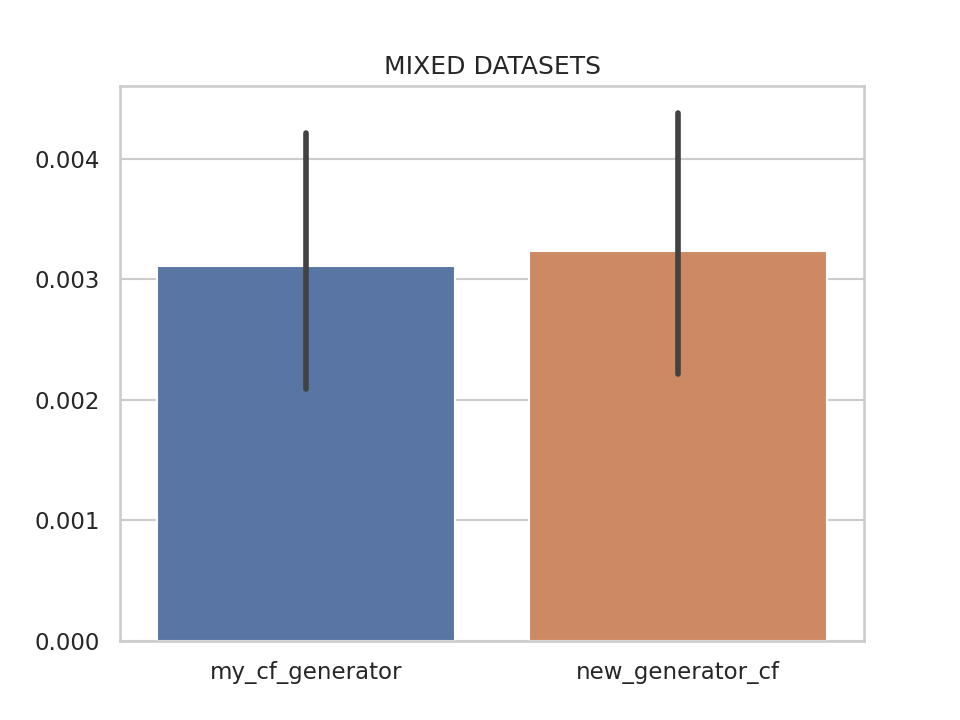 MIXED DATASETS
0.004
0.003
0.002
0.001
0.000
my_cf_generator
new_generator_cf